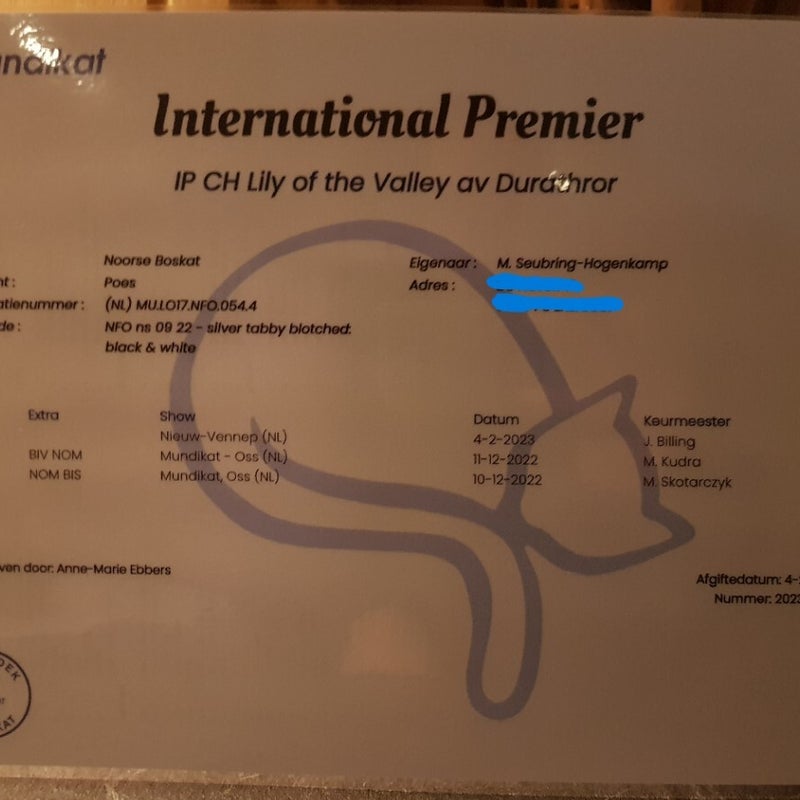 ndikat
International Premier
IP CH Lily of the Valley av Durathror
Noorse Boskat
Eigenaar: M. Seubring-Hogenkamp
nt: Poes
Adres:
atienummer: (NL) MU.LO17.NFO.054.4
de: NFO ns 09 22 - silver tabby blotched:
black & white
Extra Show Datum Keurmeester
Nieuw-Vennep (NL) 4-2-2023 J. Billing
BIV NOM Mundikat - Oss (NL) 11-12-2022 M. Kudra
NOM BIS Mundikat, Oss (NL) 10-12-2022 M. Skotarczyk
ven door: Anne-Marie Ebbers
Afgiftedatum: 4-
Nummer: 2023
OEK
KAT